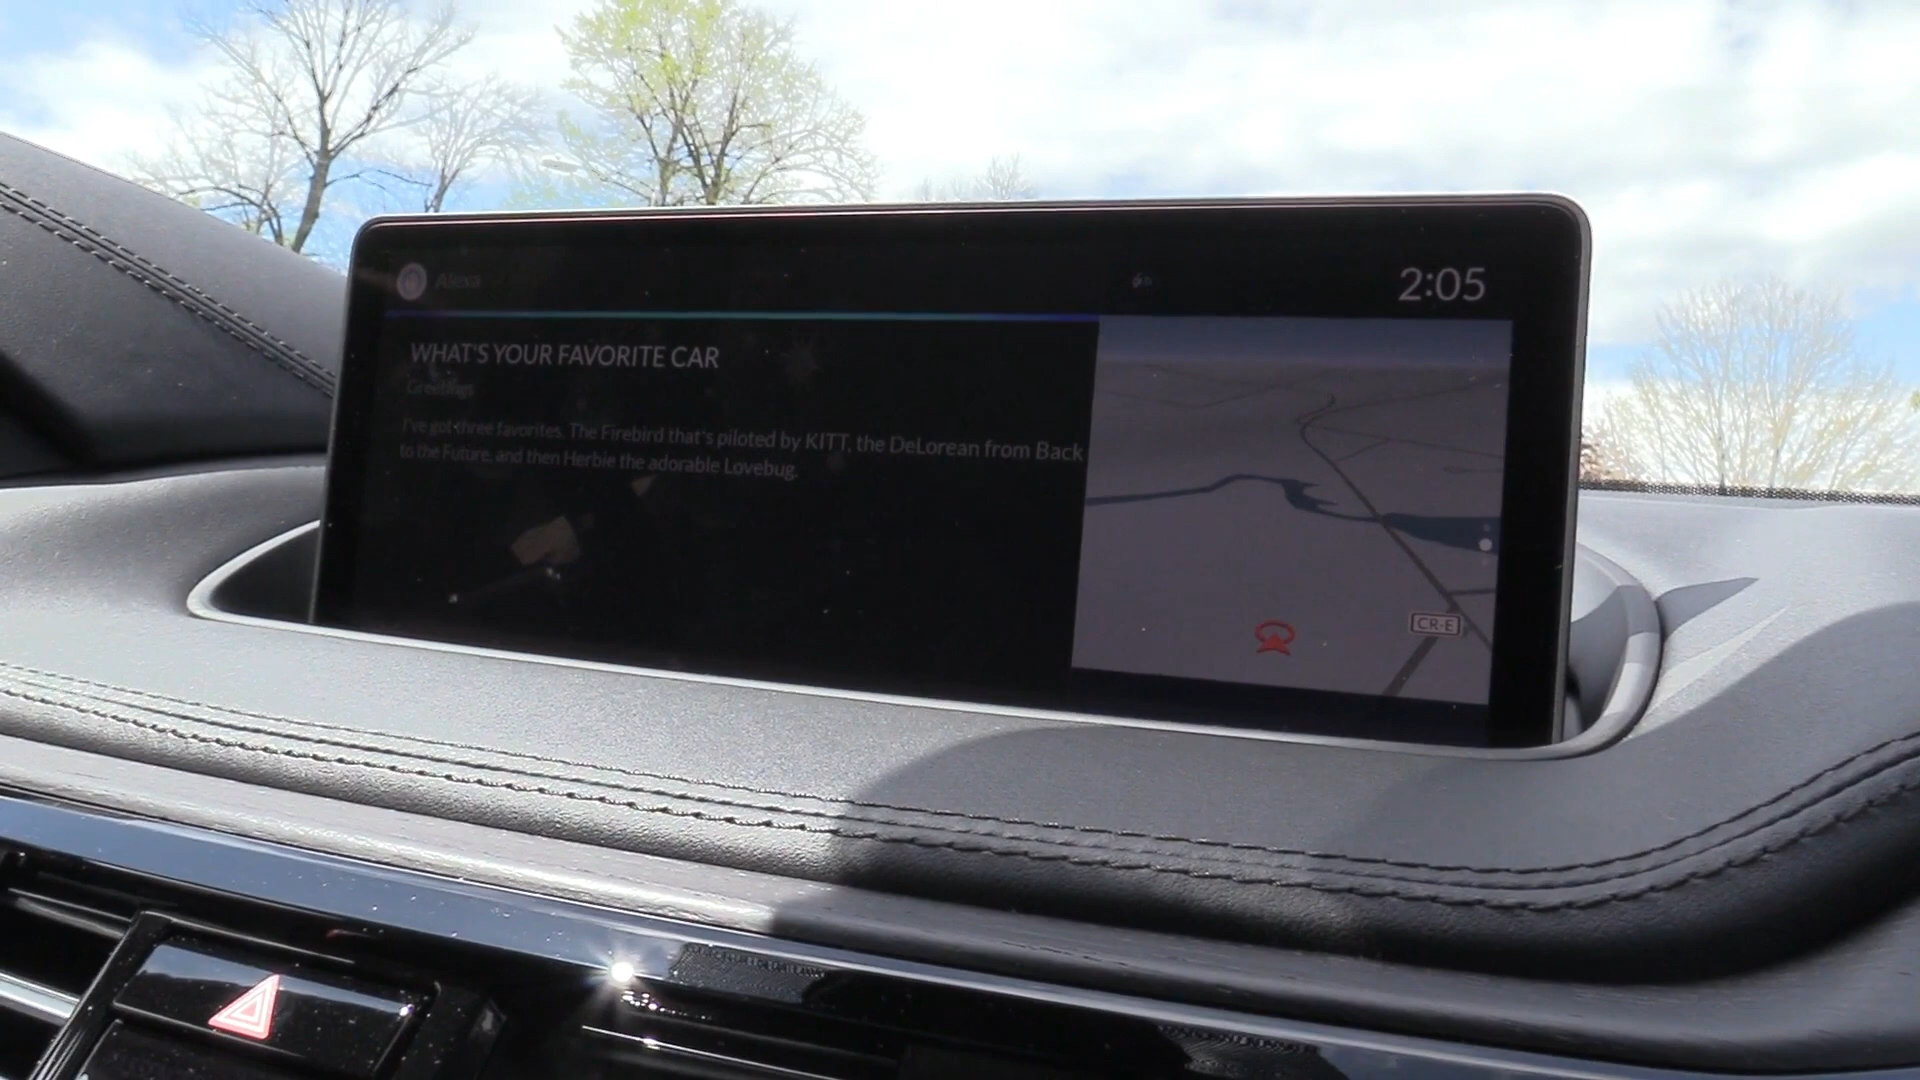 Alexa
2:05
WHAT'S YOUR FAVORITE CAR
Greetings
I've got three favorites. The Firebird that's piloted by KITT, the DeLorean from Back
to the Future, and then Herbie the adorable Lovebug.
CR-E